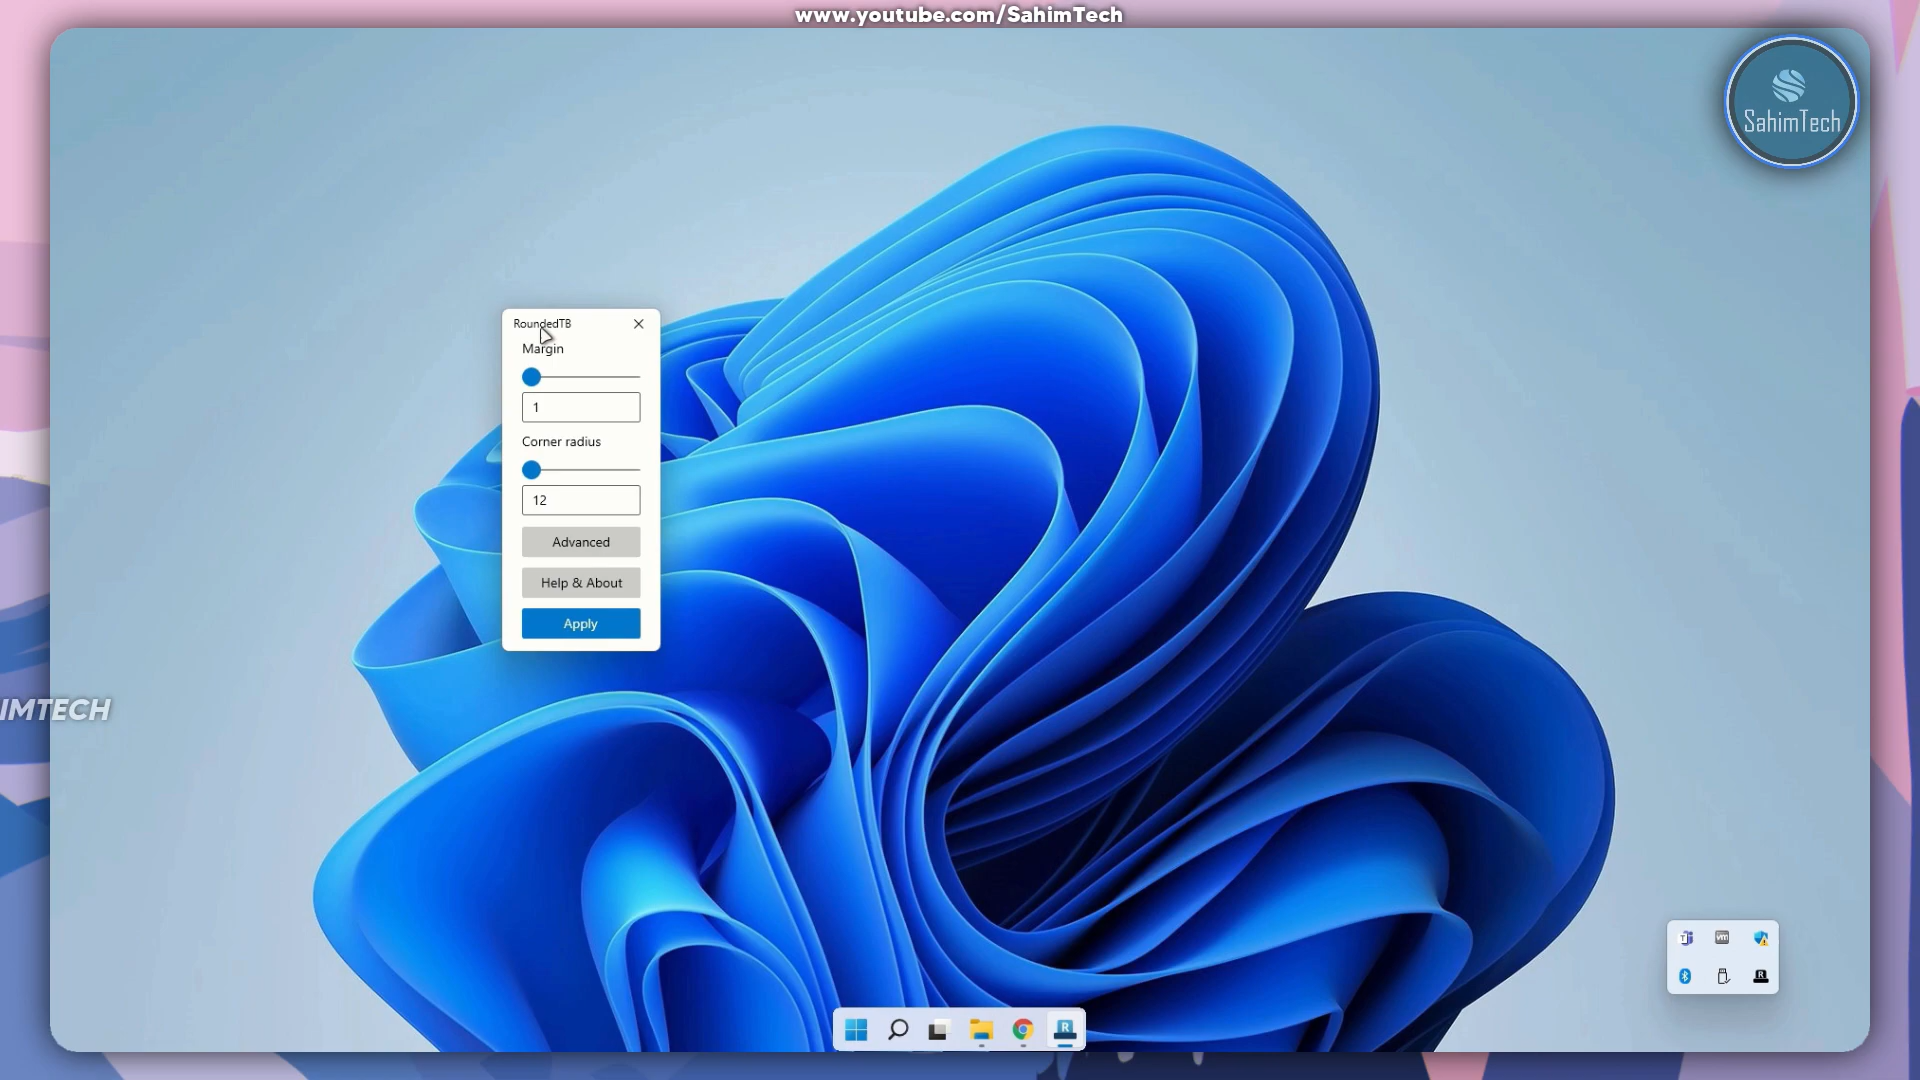 www.youtube.com/SahimTech
SahimTech
RoundedTB
Margin
1
Corner radius
12
Advanced
Help & About
Apply
IMTECH